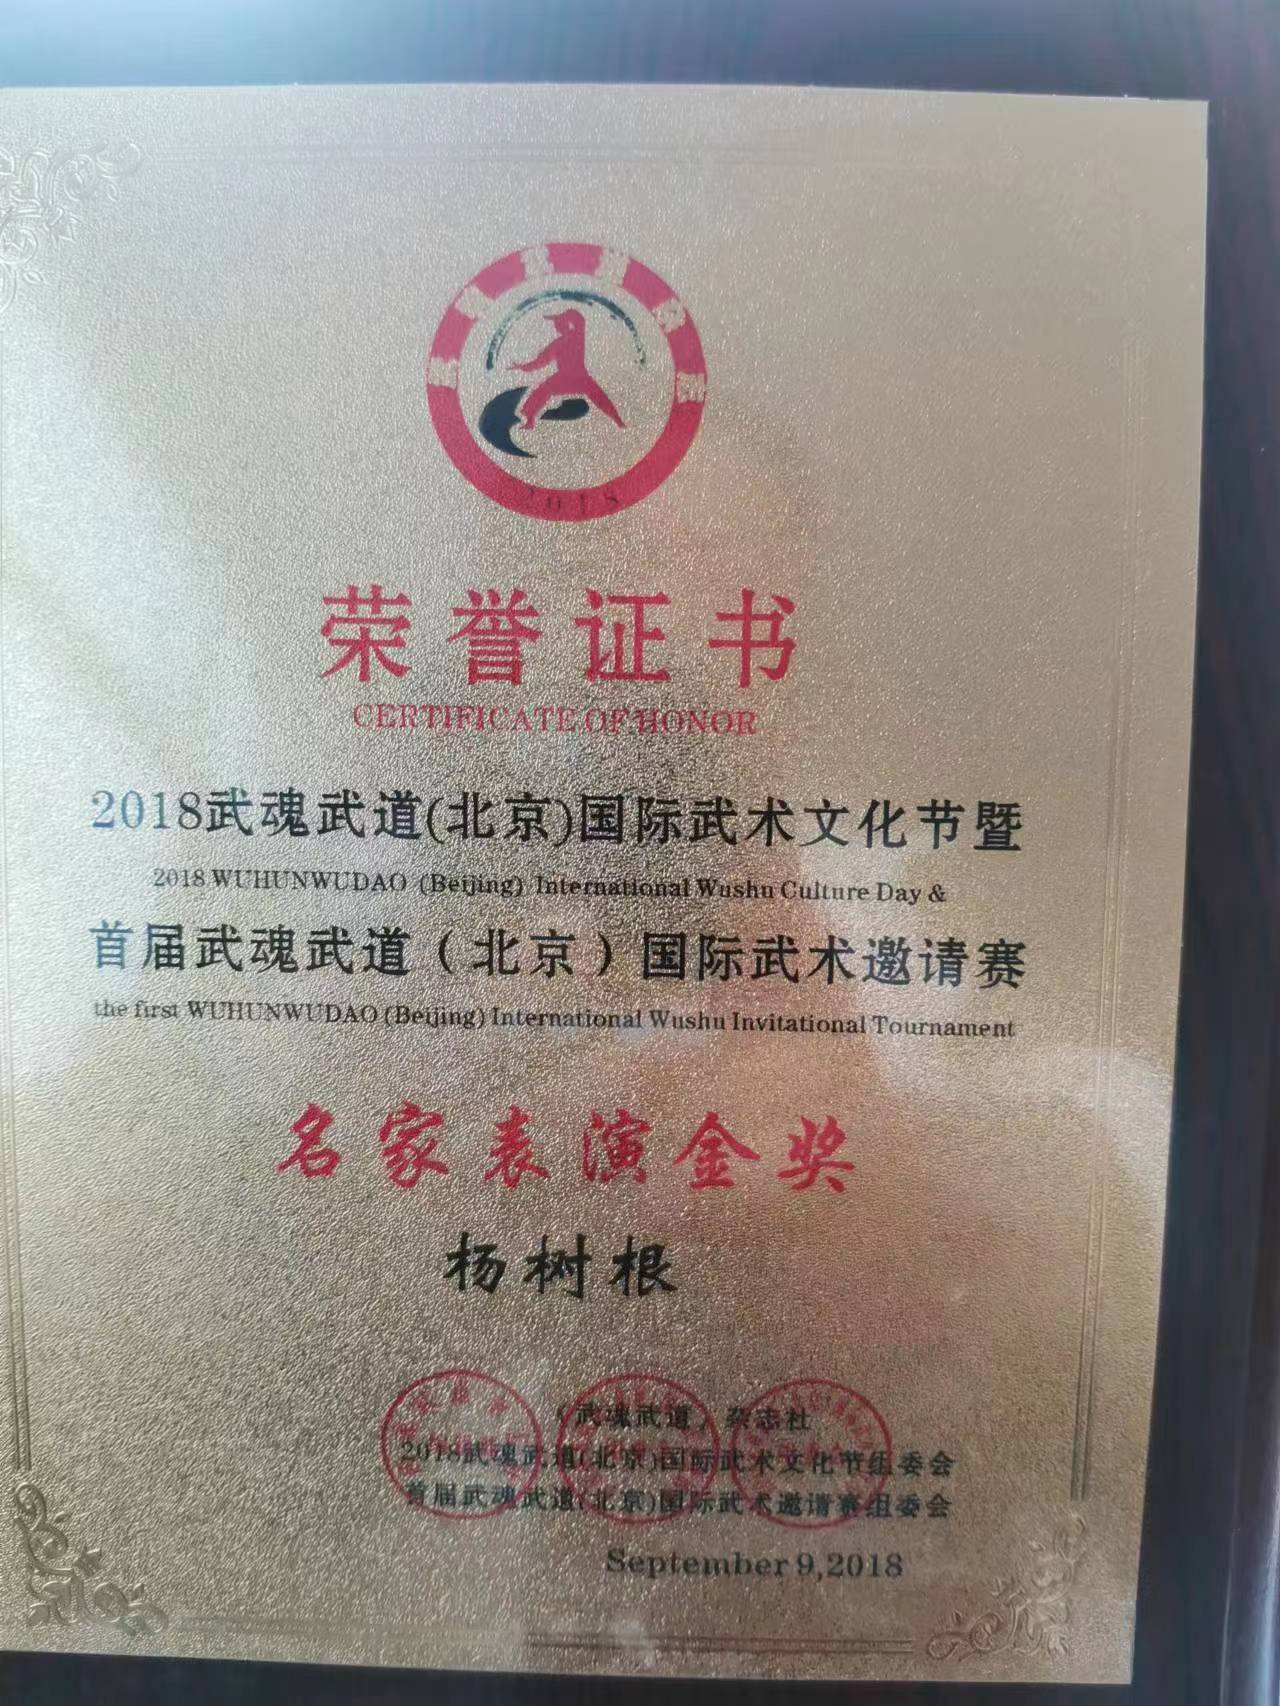 2018
荣誉证书
CERTIFICATE OF HONOR
2018武魂武道(北京)国际武术文化节暨
2018 WUHUNWUDAO (Beijing) International Wushu Culture Day &
首届武魂武道（北京）国际武术邀请赛
the first WUHUNWUDAO (Beijing) International Wushu Invitational Tournament
名家表演金奖
杨树根
《武魂武道》杂志社
2018武魂武道(北京)国际武术文化节组委会
首届武魂武道(北京)国际武术邀请赛组委会
September 9,2018